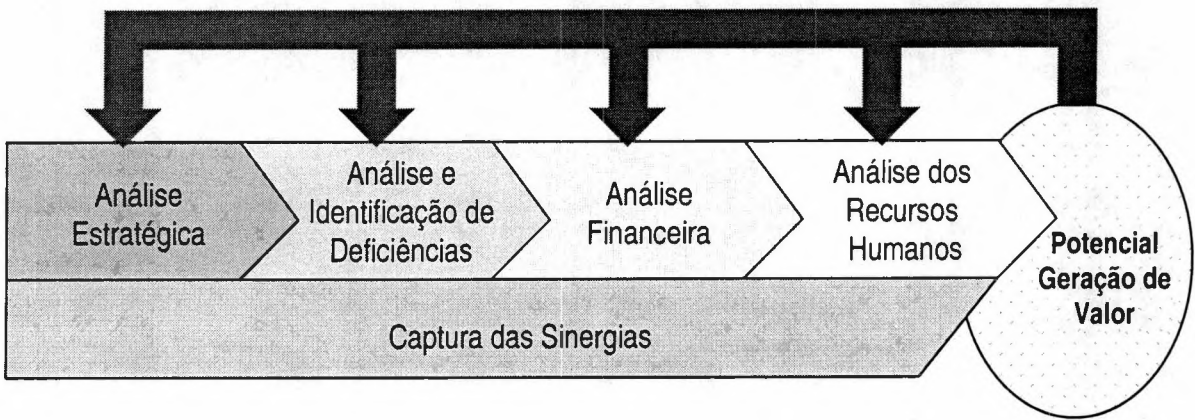 Análise
Estratégica
Análise e
Identificação de
Deficiências
Análise
Financeira
Análise dos
Recursos
Humanos
Potencial
Geração de
Valor
Captura das Sinergias